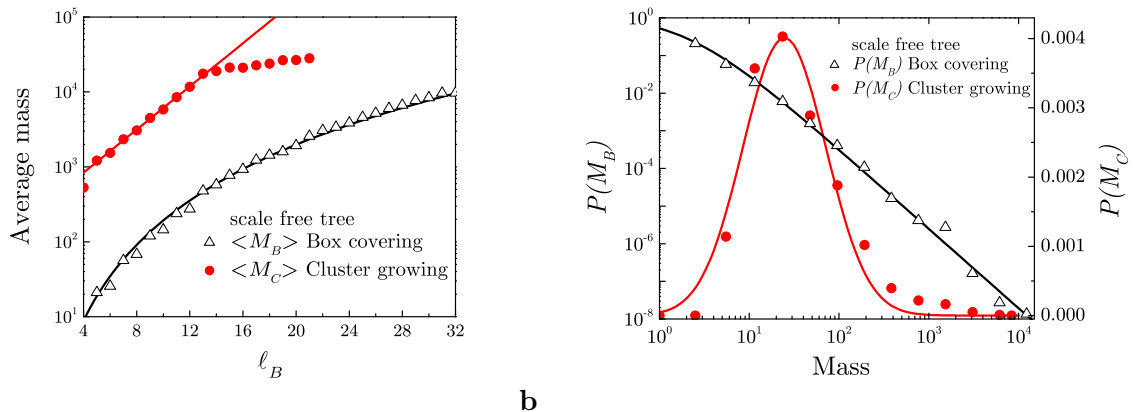 10^5
10^4
10^3
10^2
10^1
Average mass
scale free tree
<M_B> Box covering
<M_C> Cluster growing
4 8 12 16 20 24 28 32
ℓ_B
10^0
10^-2
10^-4
10^-6
10^-8
P(M_B)
scale free tree
P(M_B) Box covering
P(M_C) Cluster growing
0.004
0.003
0.002
0.001
0.000
P(M_C)
10^0 10^1 10^2 10^3 10^4
Mass
b